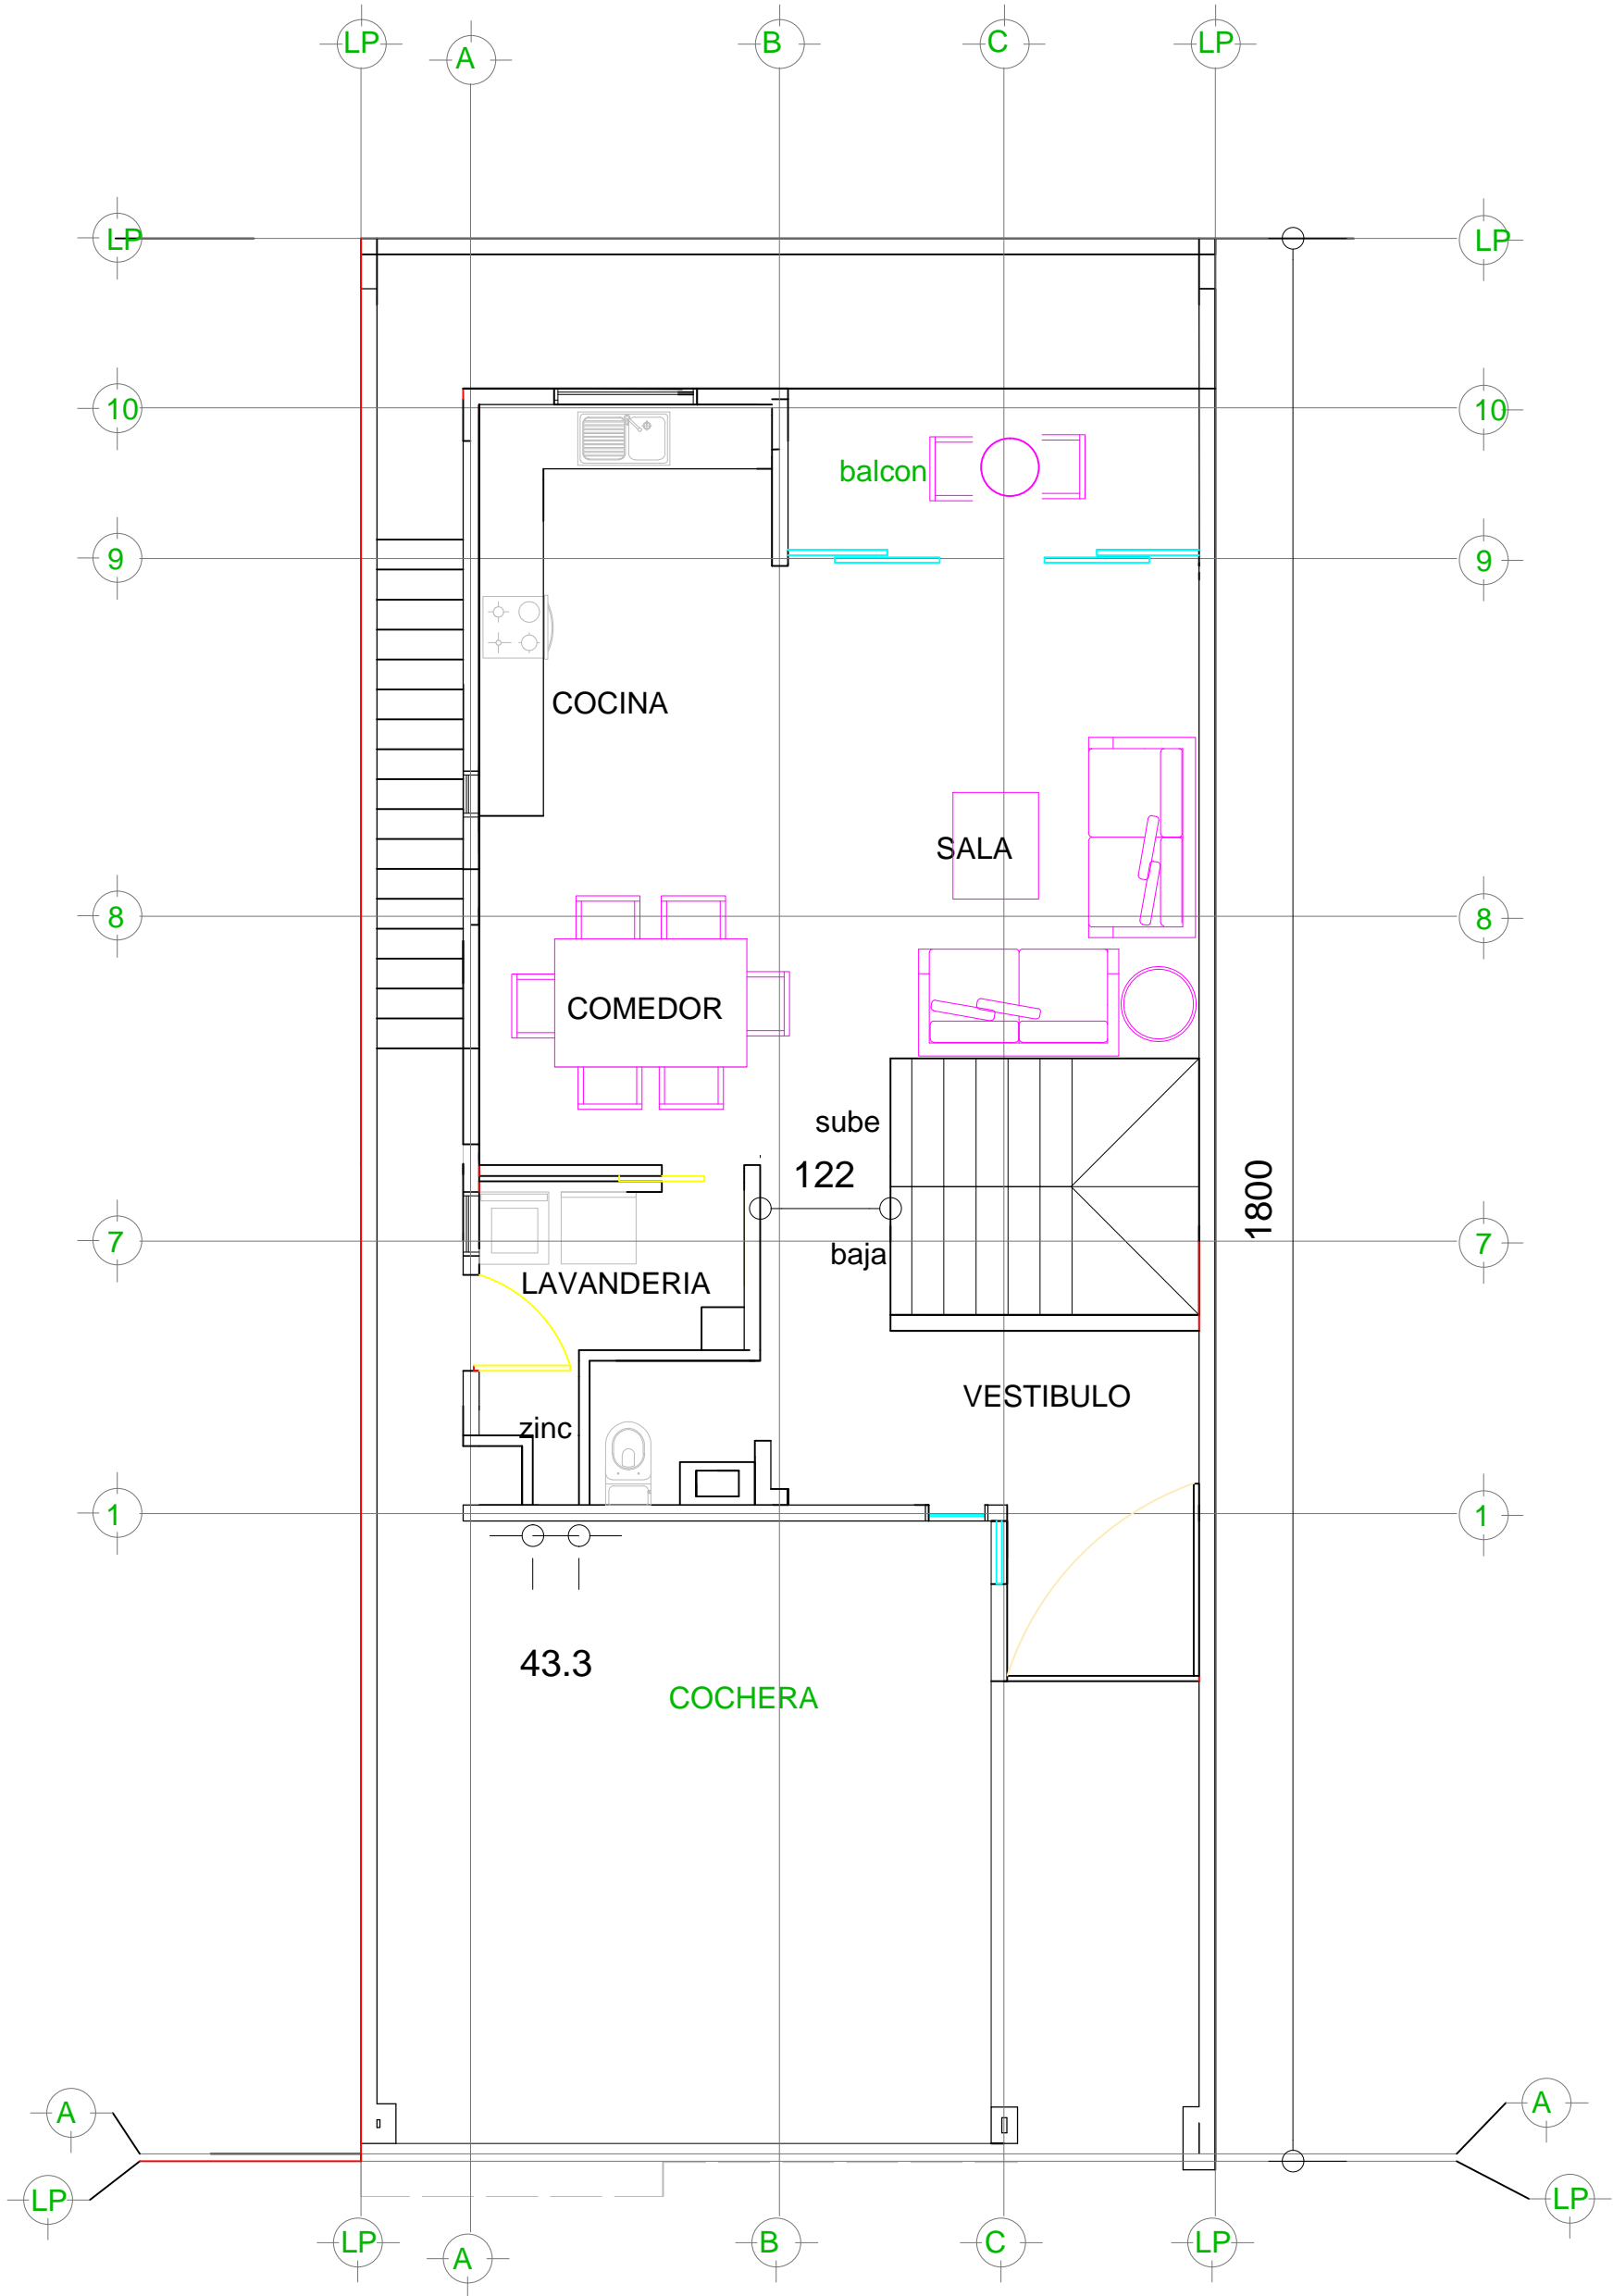 LP
A
B
C
LP
LP
LP
10
10
balcon
9
9
COCINA
SALA
8
8
COMEDOR
sube
122
1800
7
baja
7
LAVANDERIA
VESTIBULO
zinc
1
1
43.3
COCHERA
A
A
LP
LP
LP
A
B
C
LP